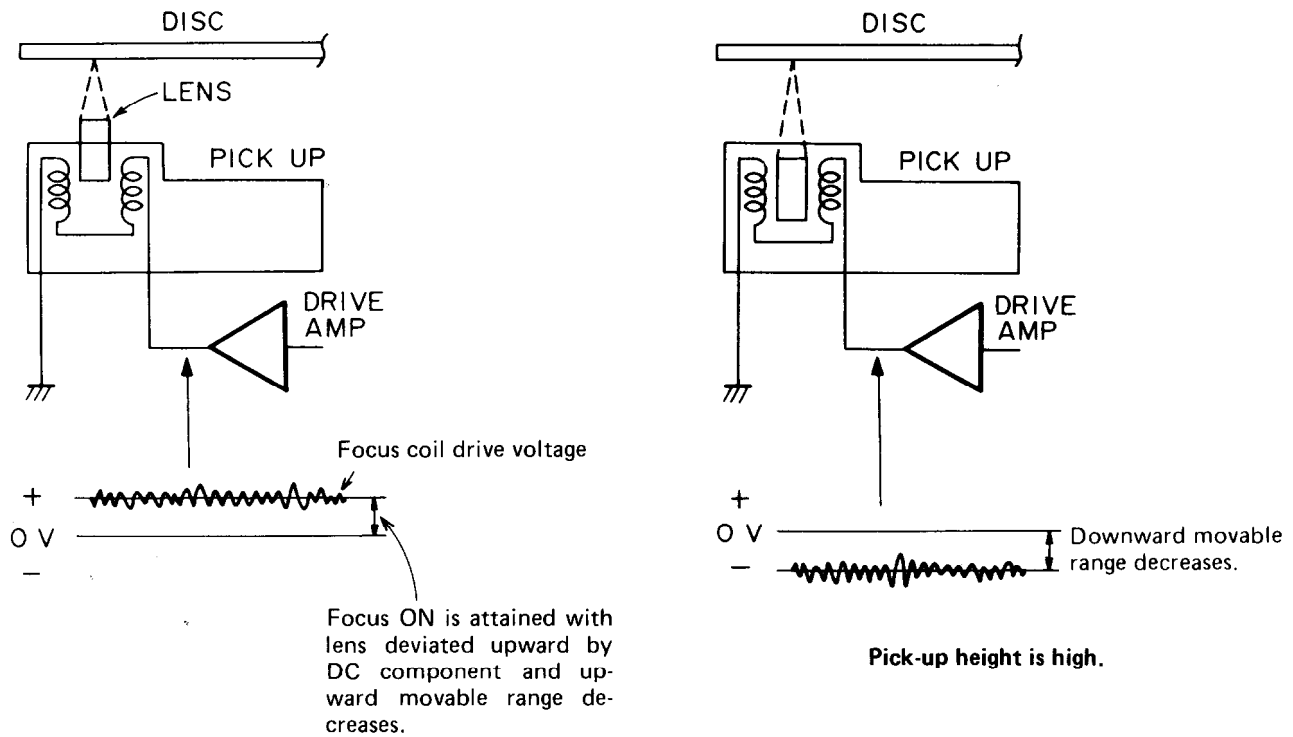 DISC
LENS
PICK UP
DRIVE
AMP
Focus coil drive voltage
+
0 V
−
Focus ON is attained with
lens deviated upward by
DC component and up-
ward movable range de-
creases.
DISC
PICK UP
DRIVE
AMP
+
0 V
−
Downward movable
range decreases.
Pick-up height is high.